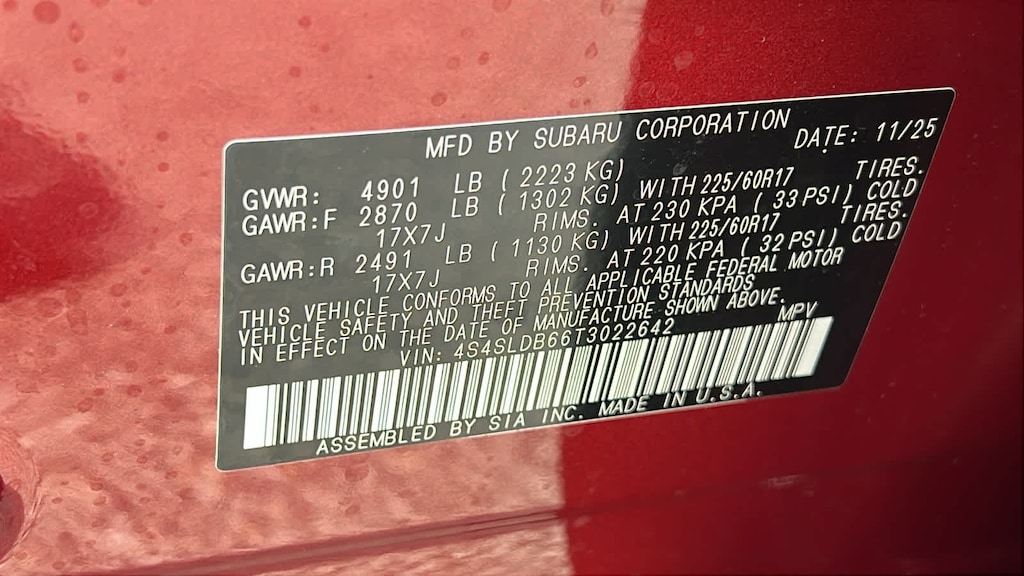 MFD BY SUBARU CORPORATION DATE: 11/25
GVWR: 4901 LB ( 2223 KG)
GAWR:F 2870 LB ( 1302 KG) WITH 225/60R17 TIRES.
17X7J RIMS. AT 230 KPA ( 33 PSI) COLD
GAWR:R 2491 LB ( 1130 KG) WITH 225/60R17 TIRES.
17X7J RIMS. AT 220 KPA ( 32 PSI) COLD
THIS VEHICLE CONFORMS TO ALL APPLICABLE FEDERAL MOTOR
VEHICLE SAFETY AND THEFT PREVENTION STANDARDS
IN EFFECT ON THE DATE OF MANUFACTURE SHOWN ABOVE.
VIN: 4S4SLDB66T3022642 MPV
ASSEMBLED BY SIA INC. MADE IN U.S.A.